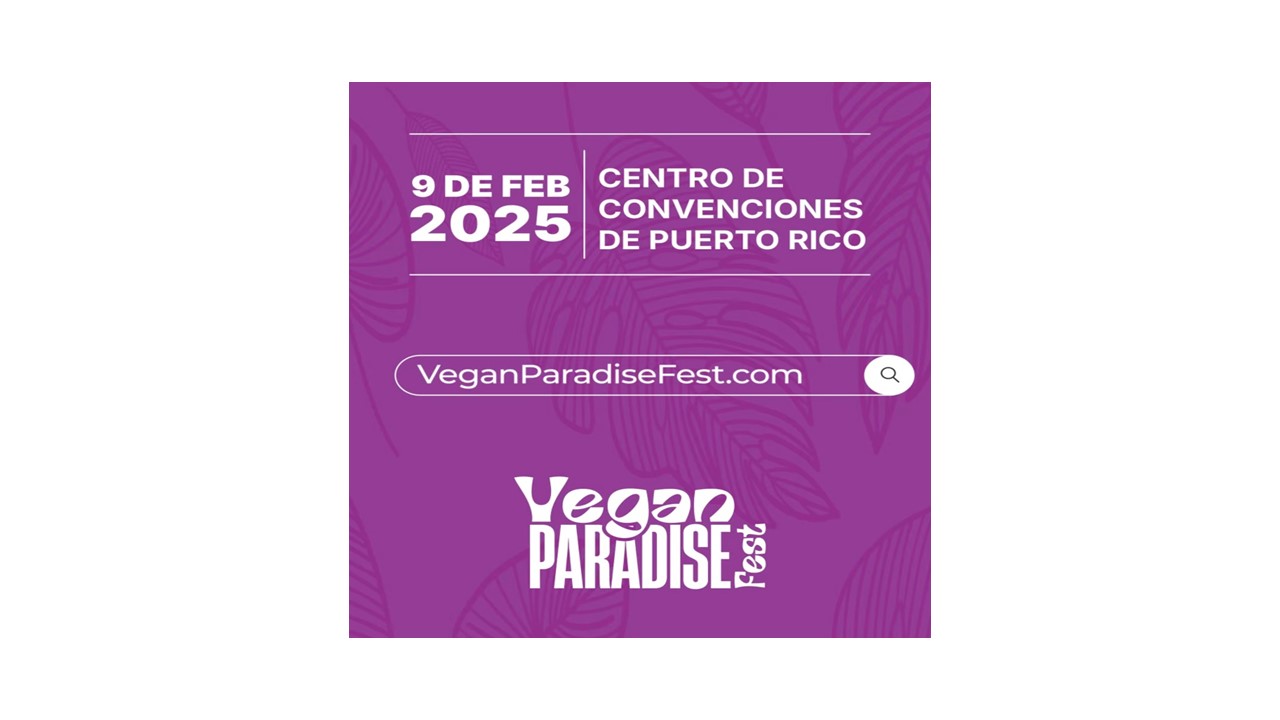 9 DE FEB
2025
CENTRO DE
CONVENCIONES
DE PUERTO RICO
VeganParadiseFest.com
Vegan
PARADISE
Fest